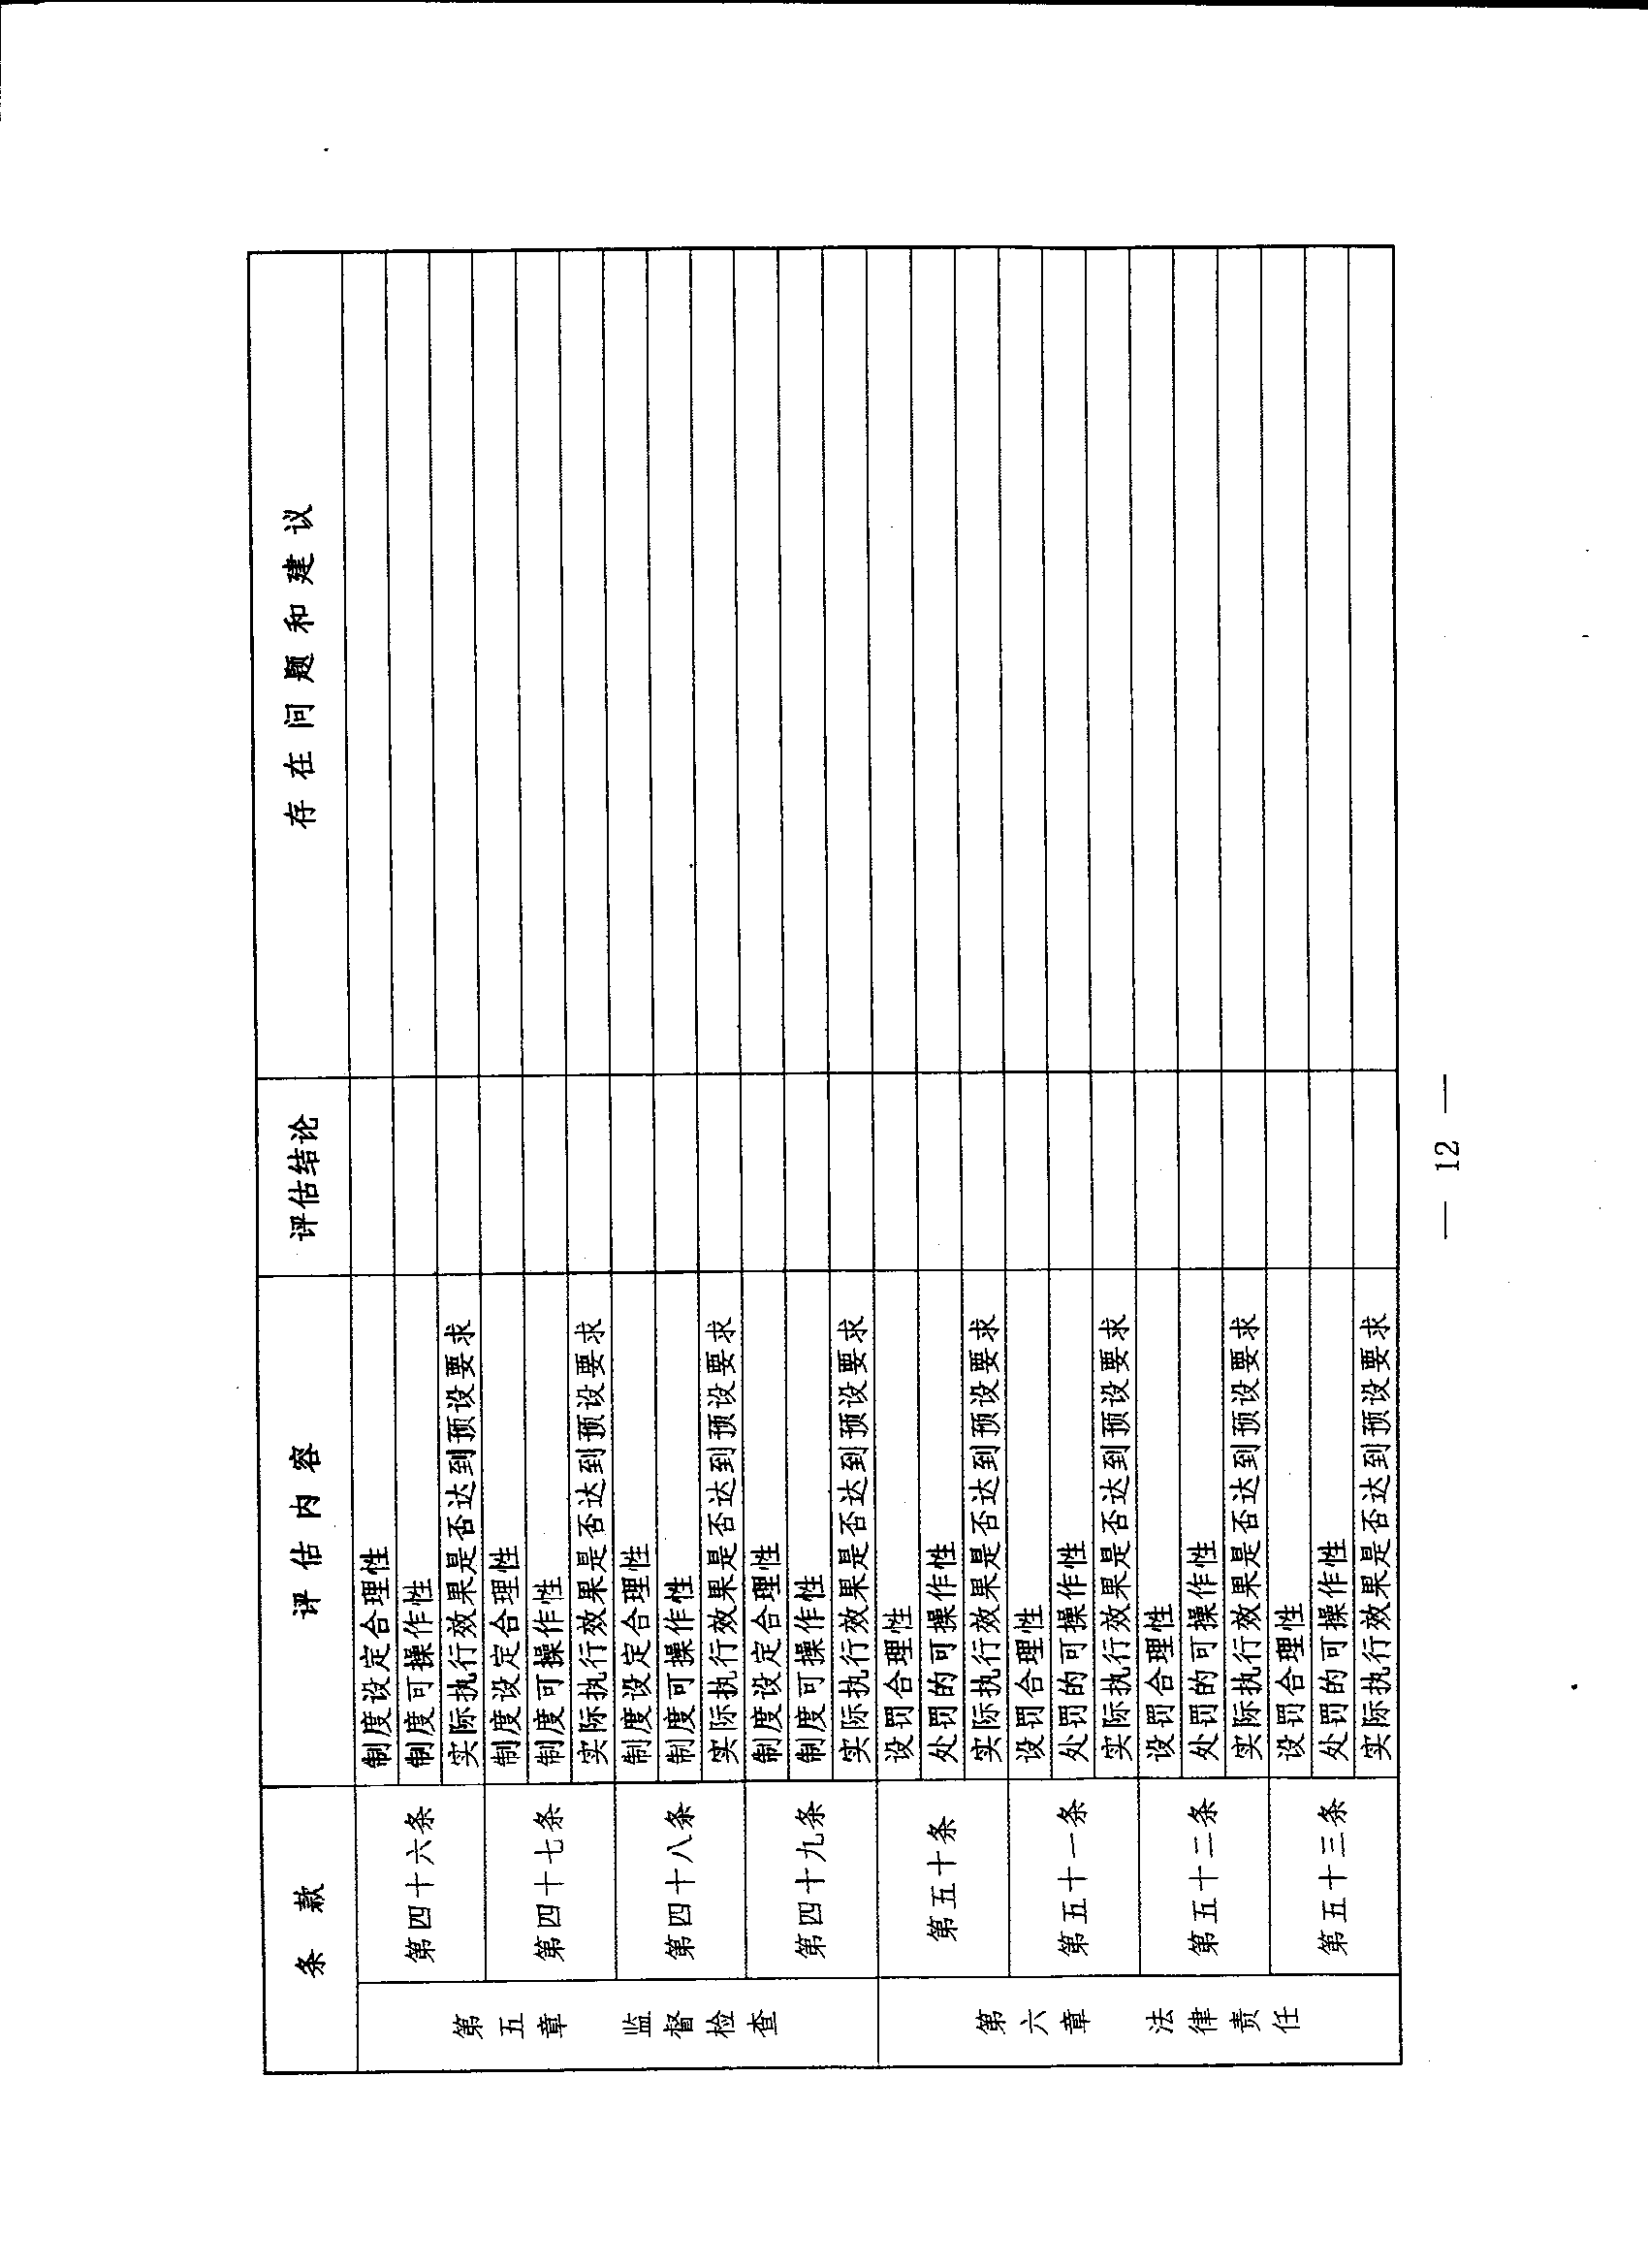 条 款 评 估 内 容 评估结论 存 在 问 题 和 建 议
第五章 监督检查
第四十六条
制度设定合理性
制度可操作性
实际执行效果是否达到预设要求
第四十七条
制度设定合理性
制度可操作性
实际执行效果是否达到预设要求
第四十八条
制度设定合理性
制度可操作性
实际执行效果是否达到预设要求
第四十九条
制度设定合理性
制度可操作性
实际执行效果是否达到预设要求
第六章 法律责任
第五十条
设罚合理性
处罚的可操作性
实际执行效果是否达到预设要求
第五十一条
设罚合理性
处罚的可操作性
实际执行效果是否达到预设要求
第五十二条
设罚合理性
处罚的可操作性
实际执行效果是否达到预设要求
第五十三条
设罚合理性
处罚的可操作性
实际执行效果是否达到预设要求
— 12 —